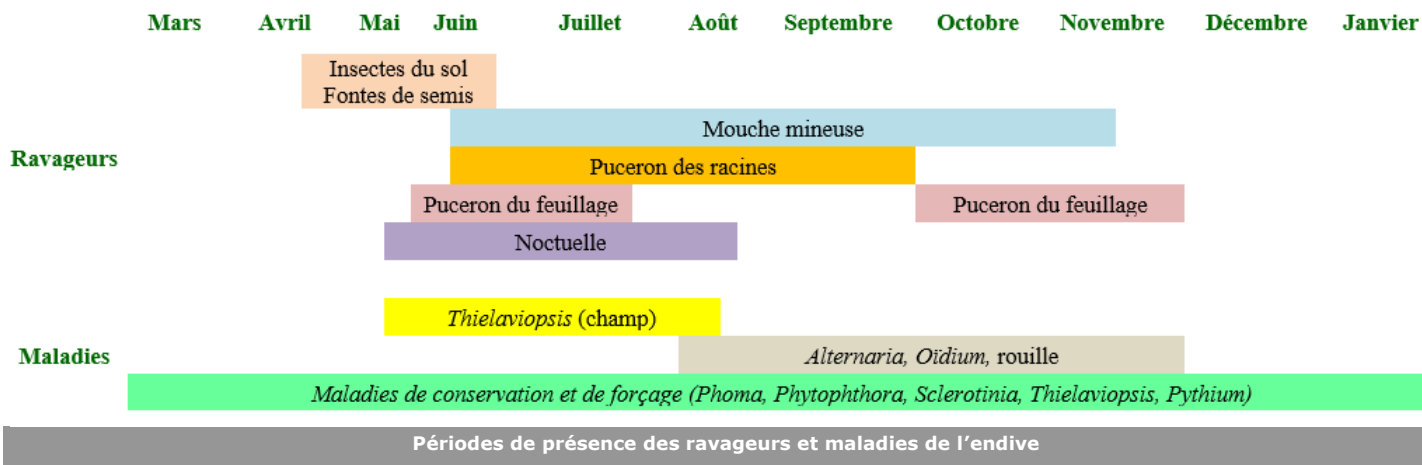 Mars Avril Mai Juin Juillet Août Septembre Octobre Novembre Décembre Janvier
Insectes du sol
Fontes de semis
Mouche mineuse
Ravageurs
Puceron des racines
Puceron du feuillage Puceron du feuillage
Noctuelle
Thielaviopsis (champ)
Maladies
Alternaria, Oïdium, rouille
Maladies de conservation et de forçage (Phoma, Phytophthora, Sclerotinia, Thielaviopsis, Pythium)
Périodes de présence des ravageurs et maladies de l’endive